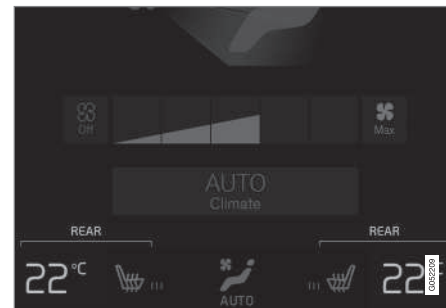 Off
Max
AUTO
Climate
REAR REAR
22°C AUTO 22
G052209